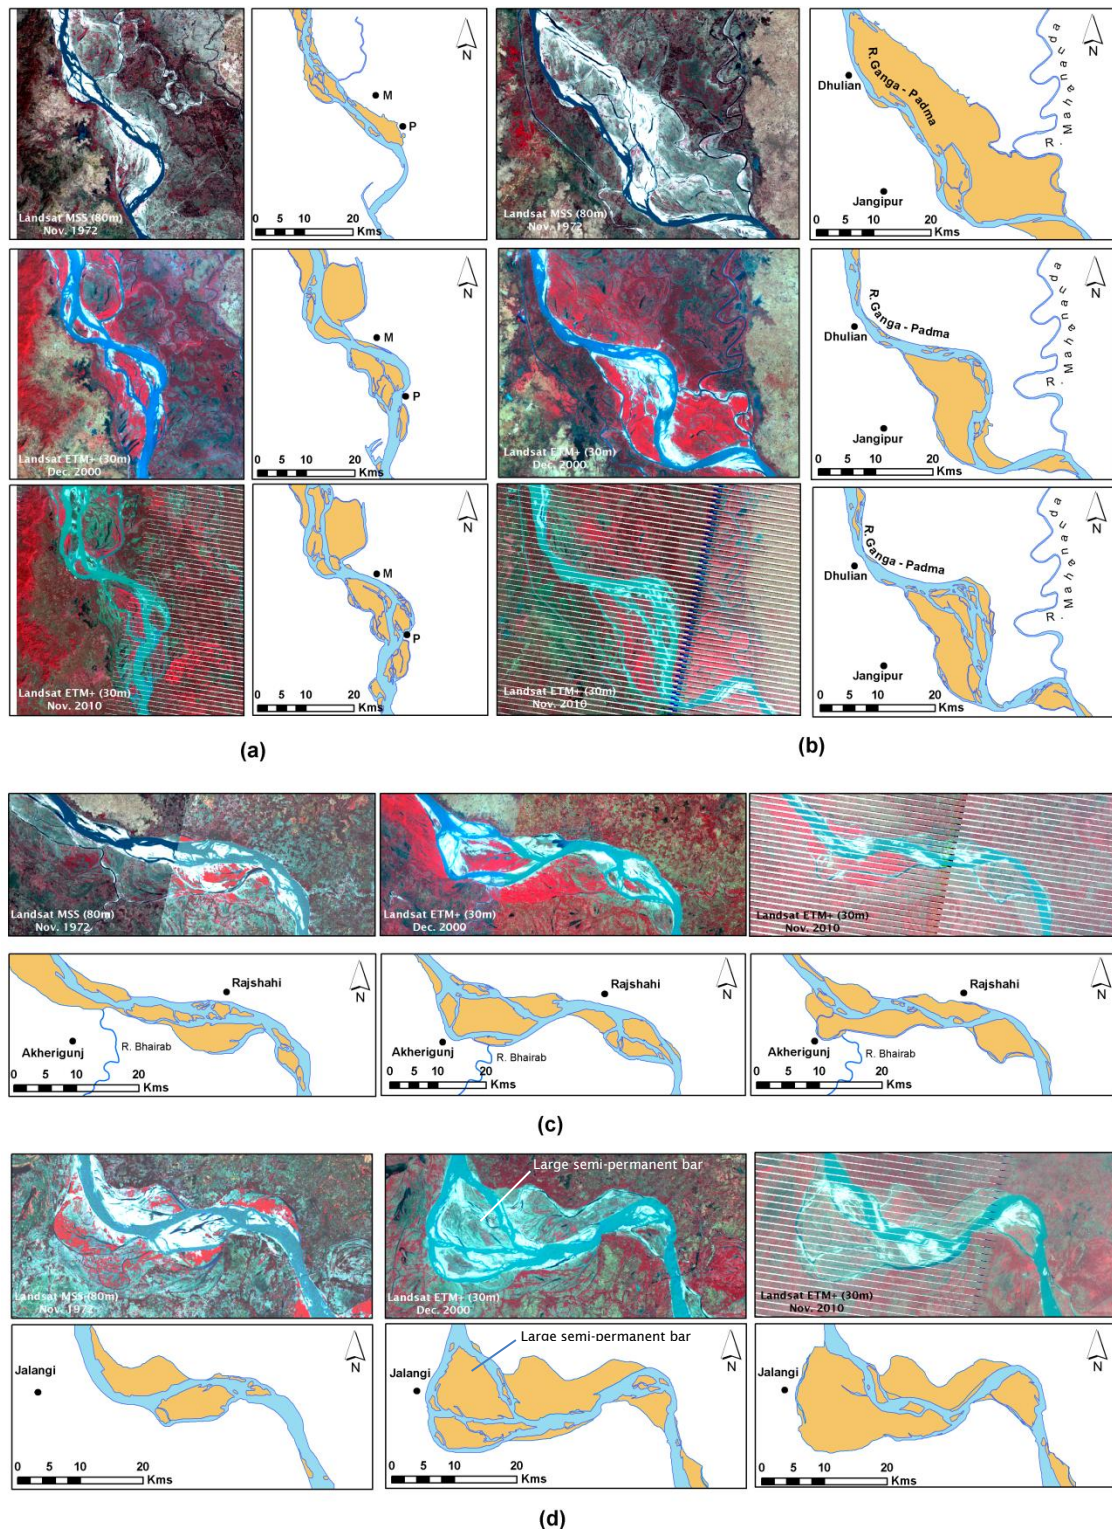 Landsat MSS (80m)
Nov. 1972
N
M
P
0 5 10 20
Kms
Landsat MSS (80m)
Nov. 1972
N
R. Ganga - Padma
Dhulian
R. Mahenauda
Jangipur
0 5 10 20
Kms
Landsat ETM+ (30m)
Dec. 2000
N
M
P
0 5 10 20
Kms
Landsat ETM+ (30m)
Dec. 2000
N
R. Ganga - Padma
Dhulian
R. Mahenauda
Jangipur
0 5 10 20
Kms
Landsat ETM+ (30m)
Nov. 2010
N
M
P
0 5 10 20
Kms
Landsat ETM+ (30m)
Nov. 2010
N
R. Ganga - Padma
Dhulian
R. Mahenauda
Jangipur
0 5 10 20
Kms
(a)
(b)
Landsat MSS (80m)
Nov. 1972
Landsat ETM+ (30m)
Dec. 2000
Landsat ETM+ (30m)
Nov. 2010
Rajshahi
N
Akherigunj
R. Bhairab
0 5 10 20
Kms
Rajshahi
N
Akherigunj
R. Bhairab
0 5 10 20
Kms
Rajshahi
N
Akherigunj
R. Bhairab
0 5 10 20
Kms
(c)
Landsat MSS (80m)
Nov. 1972
Large semi-permanent bar
Landsat ETM+ (30m)
Dec. 2000
Landsat ETM+ (30m)
Nov. 2010
N
Jalangi
0 5 10 20
Kms
Large semi-permanent bar
N
Jalangi
0 5 10 20
Kms
N
Jalangi
0 5 10 20
Kms
(d)